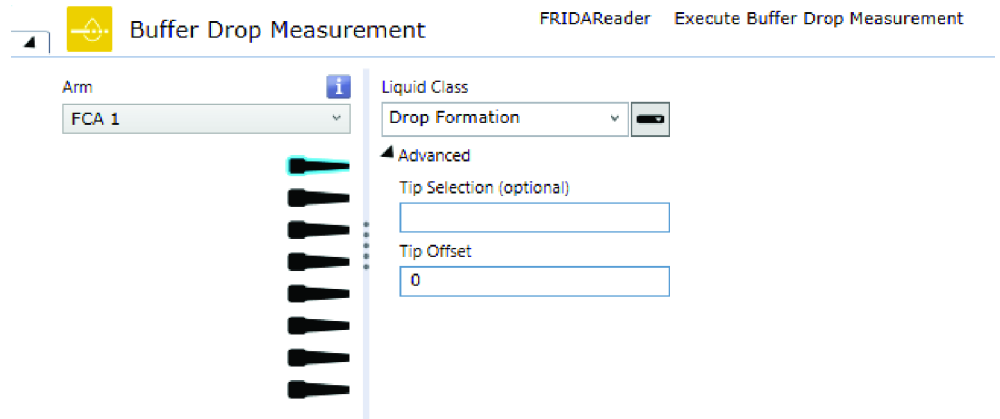 Buffer Drop Measurement
FRIDAReader Execute Buffer Drop Measurement
Arm
i
FCA 1
Liquid Class
Drop Formation
Advanced
Tip Selection (optional)
Tip Offset
0